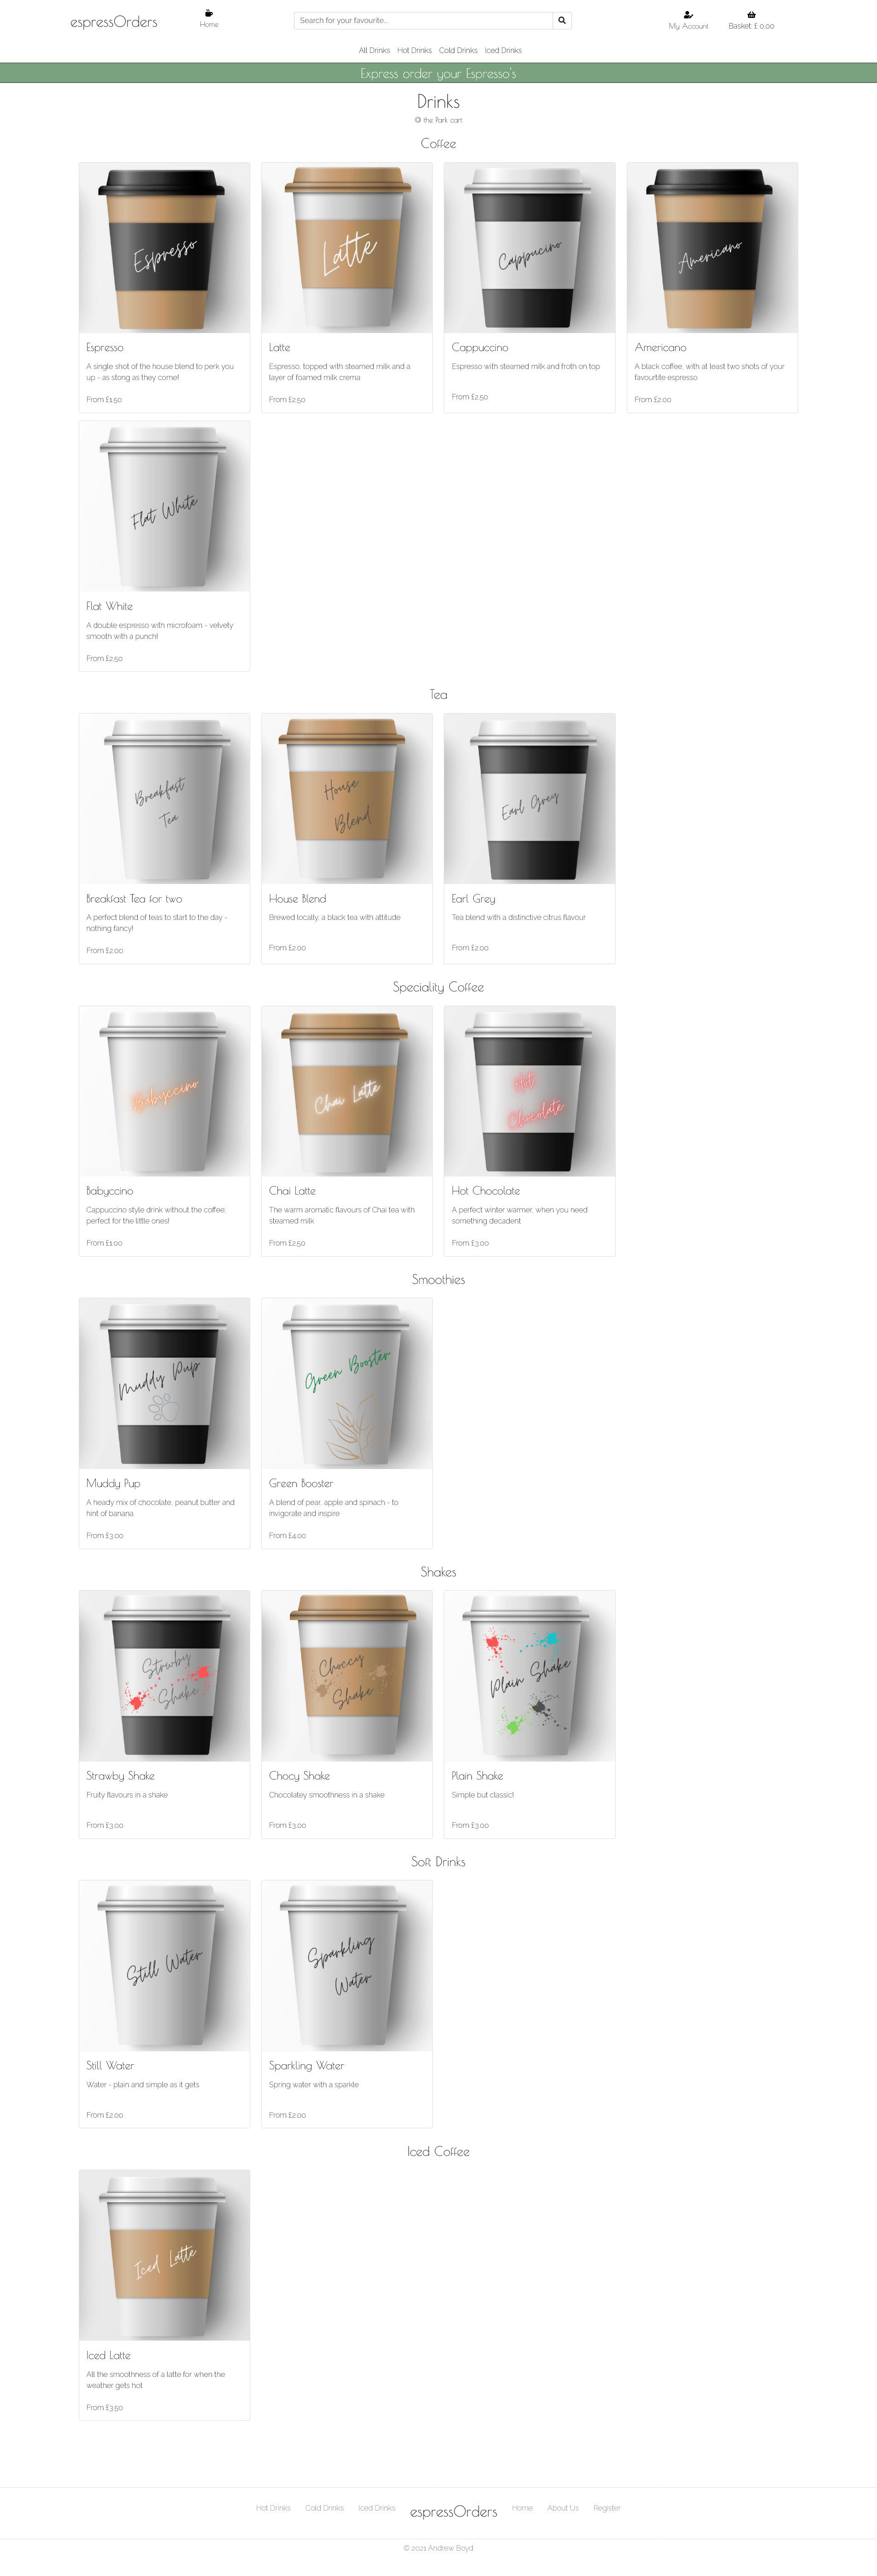 espressOrders
Home
Search for your favourite...
My Account
Basket: £ 0.00
All Drinks Hot Drinks Cold Drinks Iced Drinks
Express order your Espresso's
Drinks
@ the Park cart
Coffee
Espresso
Latte
Cappucino
Americano
Espresso
A single shot of the house blend to perk you
up - as stong as they come!
From £1.50
Latte
Espresso, topped with steamed milk and a
layer of foamed milk crema
From £2.50
Cappuccino
Espresso with steamed milk and froth on top
From £2.50
Americano
A black coffee, with at least two shots of your
favourtite espresso
From £2.00
Flat White
Flat White
A double espresso with microfoam - velvety
smooth with a punch!
From £2.50
Tea
Breakfast
Tea
House
Blend
Earl Grey
Breakfast Tea for two
A perfect blend of teas to start to the day -
nothing fancy!
From £2.00
House Blend
Brewed locally, a black tea with attitude
From £2.00
Earl Grey
Tea blend with a distinctive citrus flavour
From £2.00
Speciality Coffee
Babyccino
Chai Latte
Hot
Chocolate
Babyccino
Cappuccino style drink without the coffee,
perfect for the little ones!
From £1.00
Chai Latte
The warm aromatic flavours of Chai tea with
steamed milk
From £2.50
Hot Chocolate
A perfect winter warmer, when you need
something decadent
From £3.00
Smoothies
Muddy Pup
Green Booster
Muddy Pup
A heady mix of chocolate, peanut butter and
hint of banana
From £3.00
Green Booster
A blend of pear, apple and spinach - to
invigorate and inspire
From £4.00
Shakes
Strawby
Shake
Choccy
Shake
Plain Shake
Strawby Shake
Fruity flavours in a shake
From £3.00
Chocy Shake
Chocolatey smoothness in a shake
From £3.00
Plain Shake
Simple but classic!
From £3.00
Soft Drinks
Still Water
Sparkling
Water
Still Water
Water - plain and simple as it gets
From £2.00
Sparkling Water
Spring water with a sparkle
From £2.00
Iced Coffee
Iced Latte
Iced Latte
All the smoothness of a latte for when the
weather gets hot
From £3.50
Hot Drinks Cold Drinks Iced Drinks espressOrders Home About Us Register
© 2021 Andrew Boyd